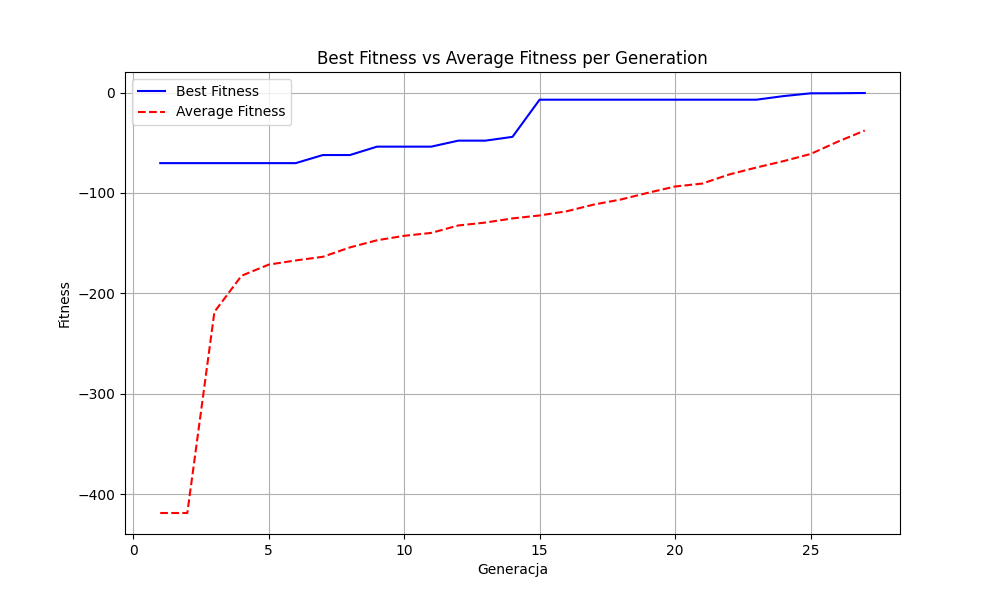 Best Fitness vs Average Fitness per Generation
Best Fitness
Average Fitness
0
−100
−200
−300
−400
Fitness
0
5
10
15
20
25
Generacja